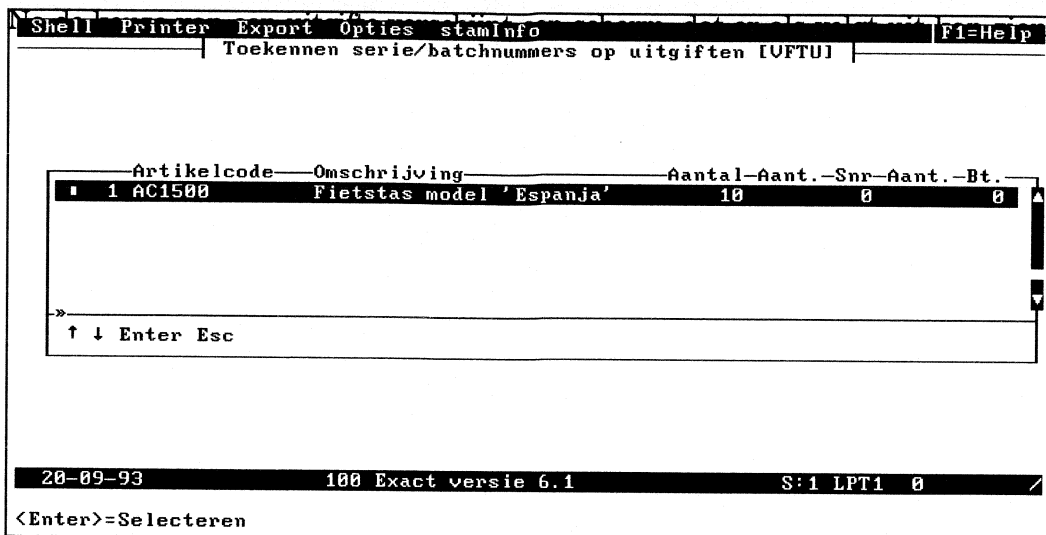 Shell Printer Export Opties stamInfo F1=Help
Toekennen serie/batchnummers op uitgiften [VFTU]
Artikelcode Omschrijving Aantal Aant. Snr Aant. Bt.
1 AC1500 Fietstas model 'Espanja' 10 0 0
»
↑ ↓ Enter Esc
20-09-93 100 Exact versie 6.1 S:1 LPT1 0 /
<Enter>=Selecteren